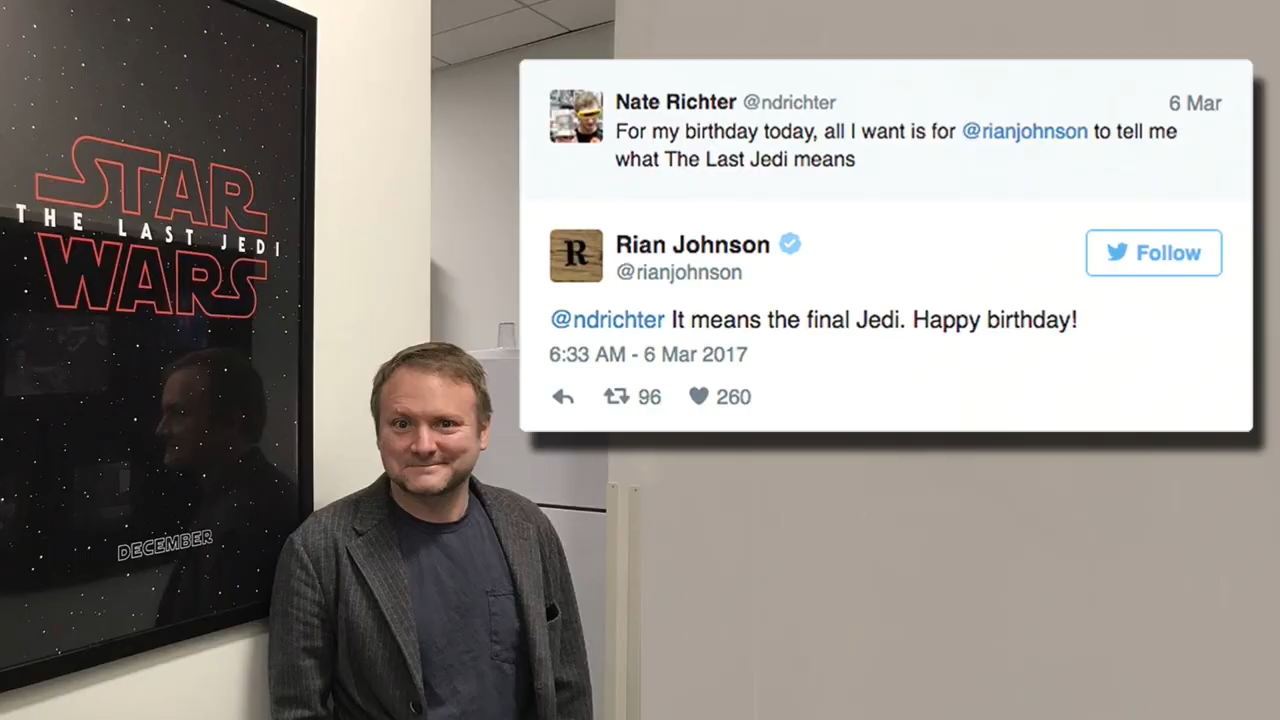 STAR
THE LAST JEDI
WARS
DECEMBER
Nate Richter @ndrichter 6 Mar
For my birthday today, all I want is for @rianjohnson to tell me
what The Last Jedi means
R
Rian Johnson
@rianjohnson
Follow
@ndrichter It means the final Jedi. Happy birthday!
6:33 AM - 6 Mar 2017
96 260